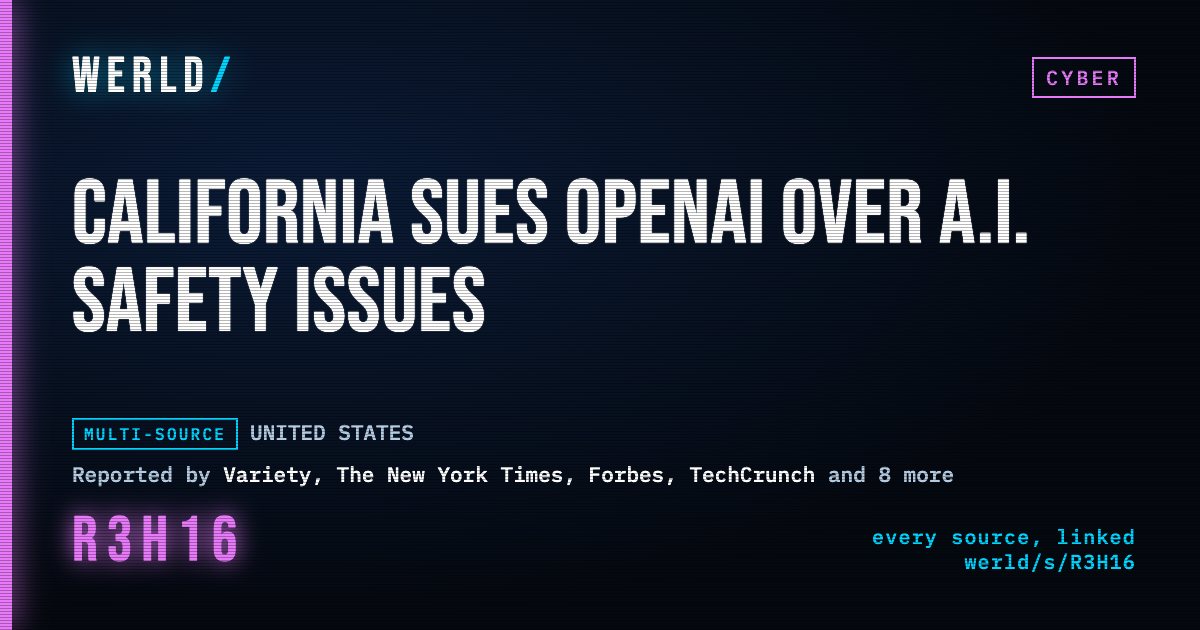 WERLD/
CYBER
CALIFORNIA SUES OPENAI OVER A.I.
SAFETY ISSUES
MULTI-SOURCE UNITED STATES
Reported by Variety, The New York Times, Forbes, TechCrunch and 8 more
R3H16
every source, linked
werld/s/R3H16